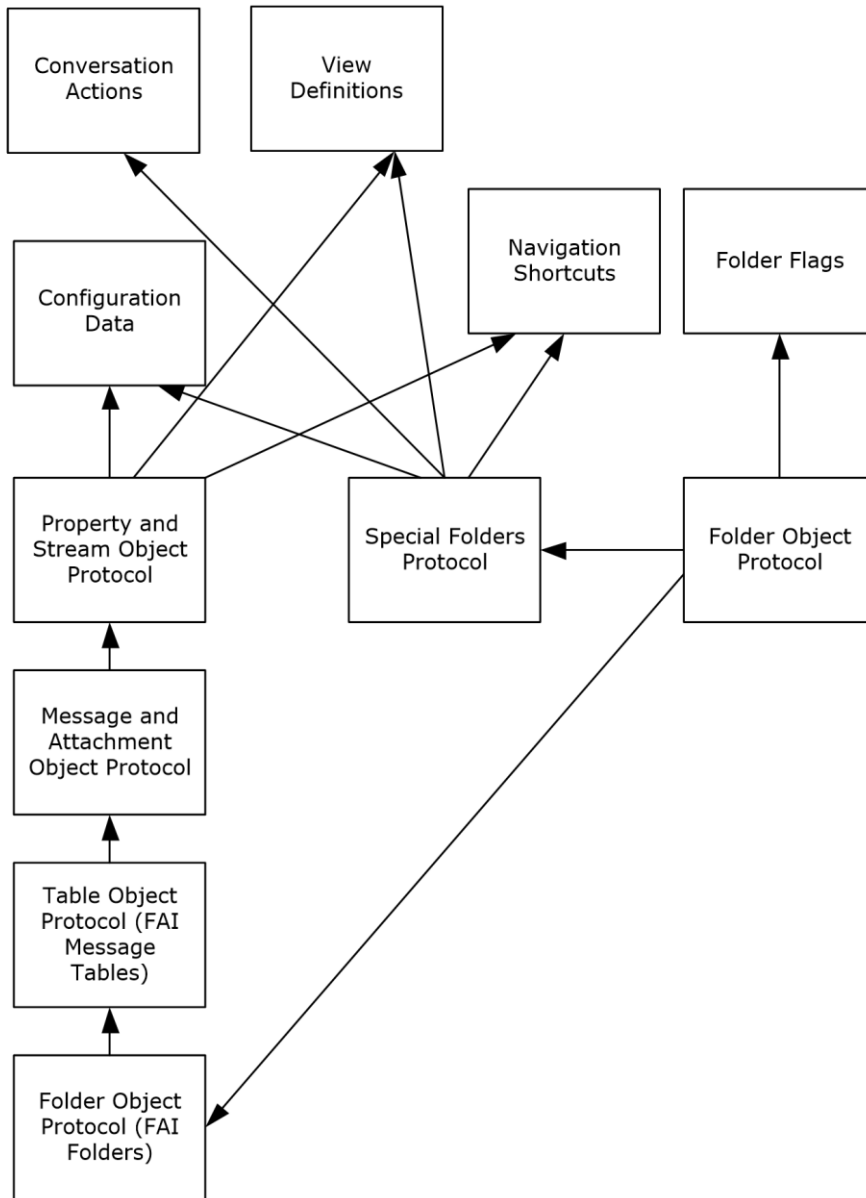 Conversation
Actions
View
Definitions
Navigation
Shortcuts
Folder Flags
Configuration
Data
Property and
Stream Object
Protocol
Special Folders
Protocol
Folder Object
Protocol
Message and
Attachment
Object Protocol
Table Object
Protocol (FAI
Message
Tables)
Folder Object
Protocol (FAI
Folders)